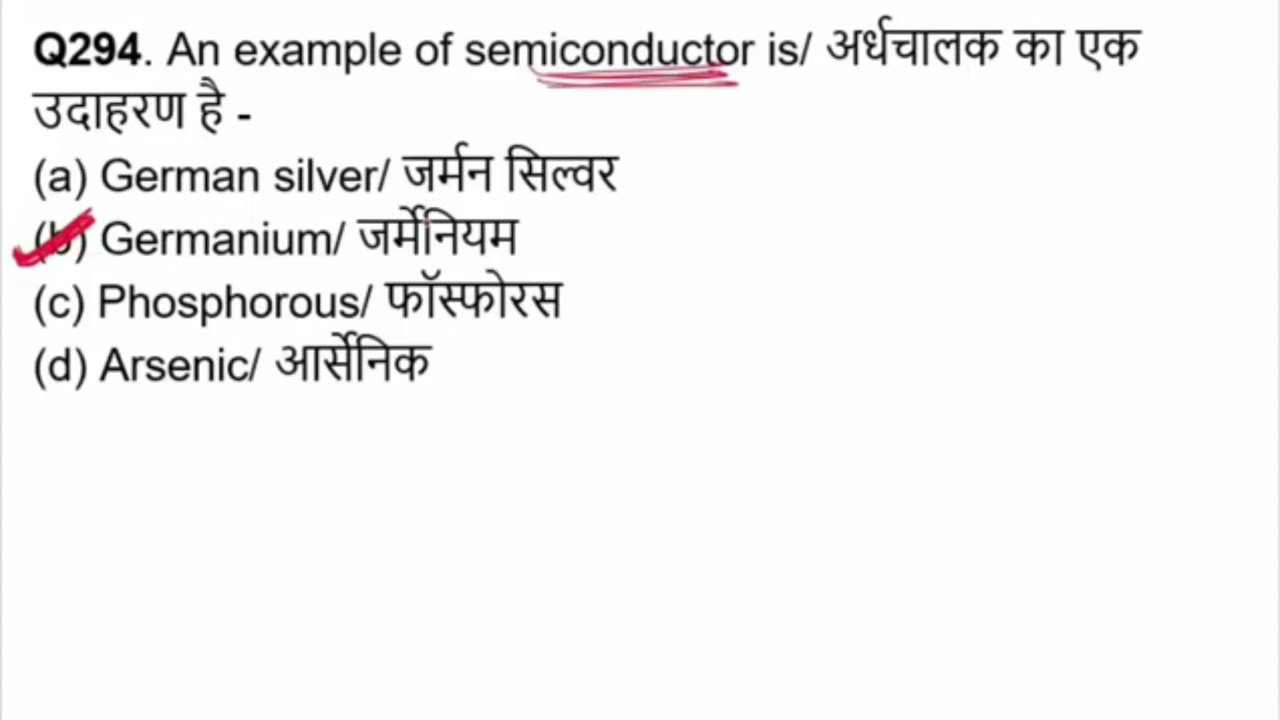 Q294. An example of semiconductor is/ अर्धचालक का एक
उदाहरण है -
(a) German silver/ जर्मन सिल्वर
(b) Germanium/ जर्मेनियम
(c) Phosphorous/ फॉस्फोरस
(d) Arsenic/ आर्सेनिक